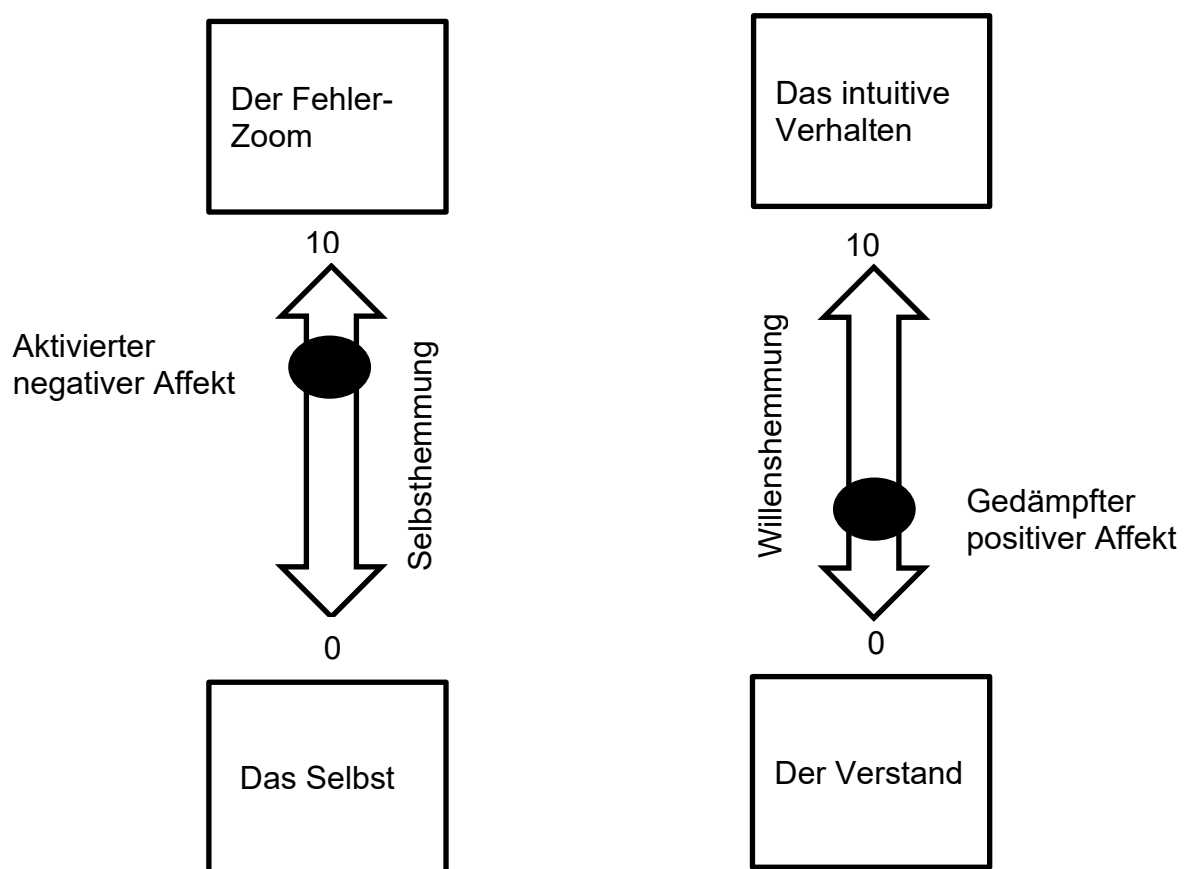 Der Fehler-
Zoom
Das intuitive
Verhalten
10
10
Aktivierter
negativer Affekt
Selbsthemmung
Willenshemmung
Gedämpfter
positiver Affekt
0
0
Das Selbst
Der Verstand